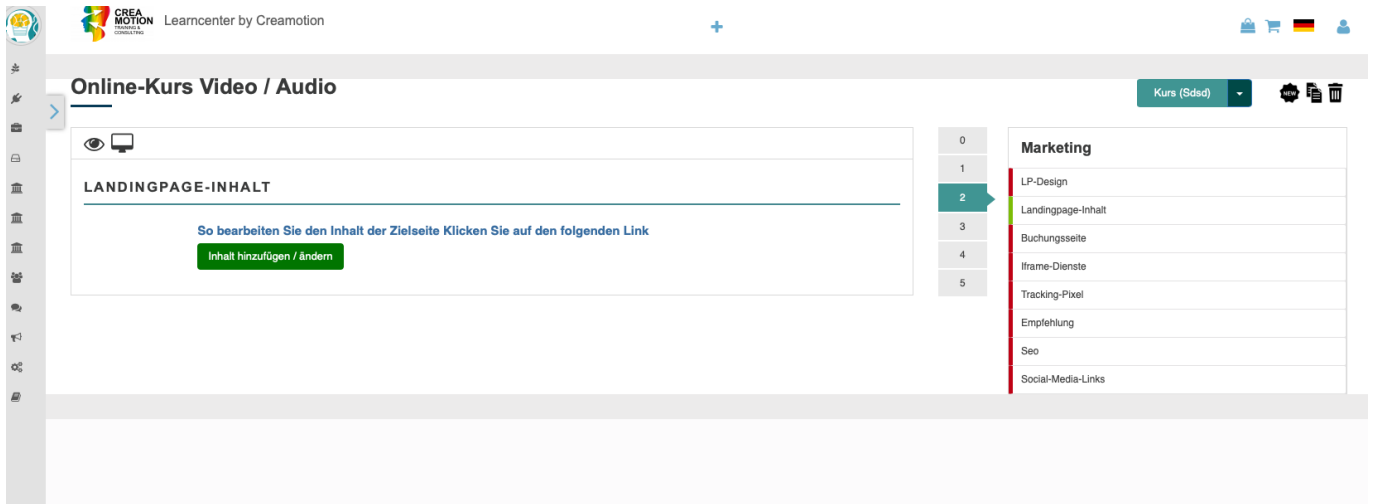 CREA
MOTION
TRAINING &
CONSULTING
Learncenter by Creamotion
Online-Kurs Video / Audio
Kurs (Sdsd)
NEW
LANDINGPAGE-INHALT
So bearbeiten Sie den Inhalt der Zielseite Klicken Sie auf den folgenden Link
Inhalt hinzufügen / ändern
0
1
2
3
4
5
Marketing
LP-Design
Landingpage-Inhalt
Buchungsseite
Iframe-Dienste
Tracking-Pixel
Empfehlung
Seo
Social-Media-Links